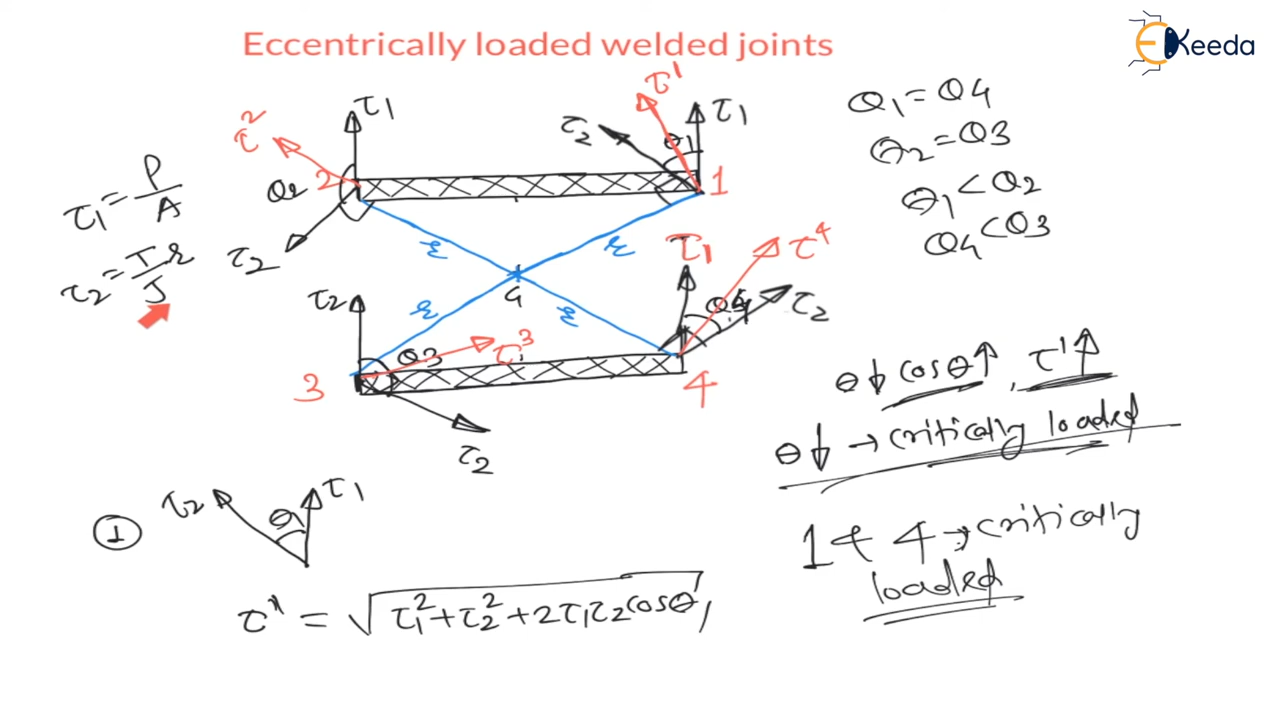 Eccentrically loaded welded joints
EKeeda
τ₁ = P/A
τ₂ = Tr/J
τ²
τ₁
θ₂
2
τ₂
τ¹
τ₂
θ₁
τ₁
1
r
r
r
r
G
τ₂
θ3
τ³
3
τ₂
τ₁
τ⁴
θ4
τ₂
4
θ1 = θ4
θ2 = θ3
θ1 < θ2
θ4 < θ3
θ↓ cosθ↑, τ'↑
θ↓ → critically loaded
1 & 4 → critically
loaded
①
τ₂
θ₁
τ₁
τ¹ = √τ₁² + τ₂² + 2τ₁τ₂cosθ₁